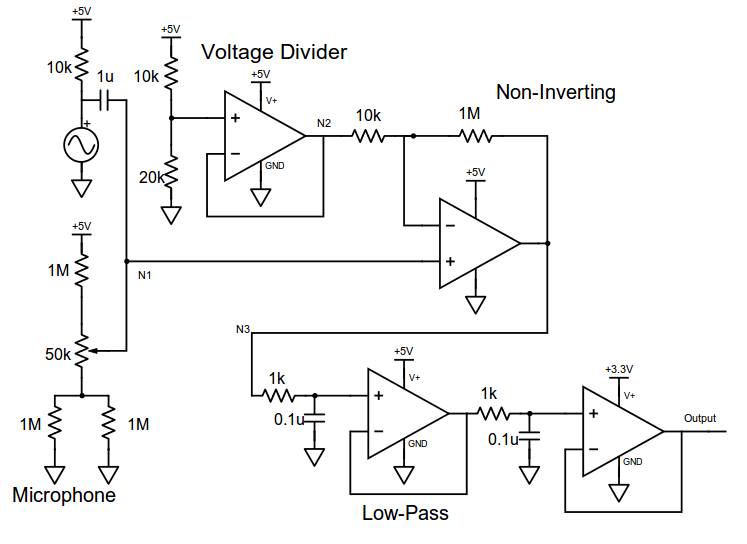 +5V
10k
1u
+
+5V
10k
20k
Voltage Divider
+5V
V+
+
−
GND
N2
10k
1M
Non-Inverting
+5V
−
+
+5V
1M
N1
50k
1M
1M
Microphone
N3
1k
0.1u
+5V
V+
+
−
GND
Low-Pass
1k
0.1u
+3.3V
V+
+
−
GND
Output